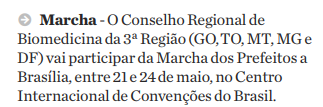 Marcha - O Conselho Regional de
Biomedicina da 3ª Região (GO, TO, MT, MG e
DF) vai participar da Marcha dos Prefeitos a
Brasília, entre 21 e 24 de maio, no Centro
Internacional de Convenções do Brasil.